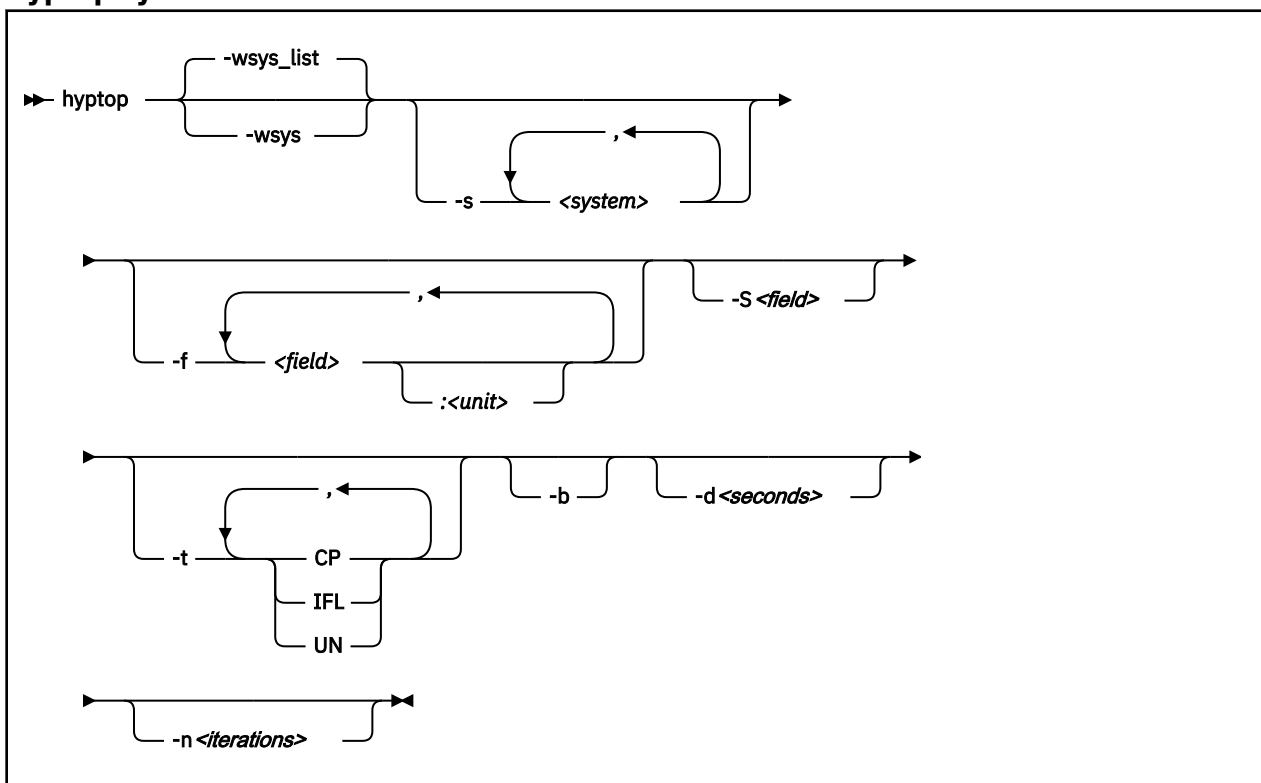 -wsys_list
hyptop
-wsys
,
-s <system>
,
-S <field>
-f <field>
:<unit>
,
-b
-d <seconds>
-t CP
IFL
UN
-n <iterations>